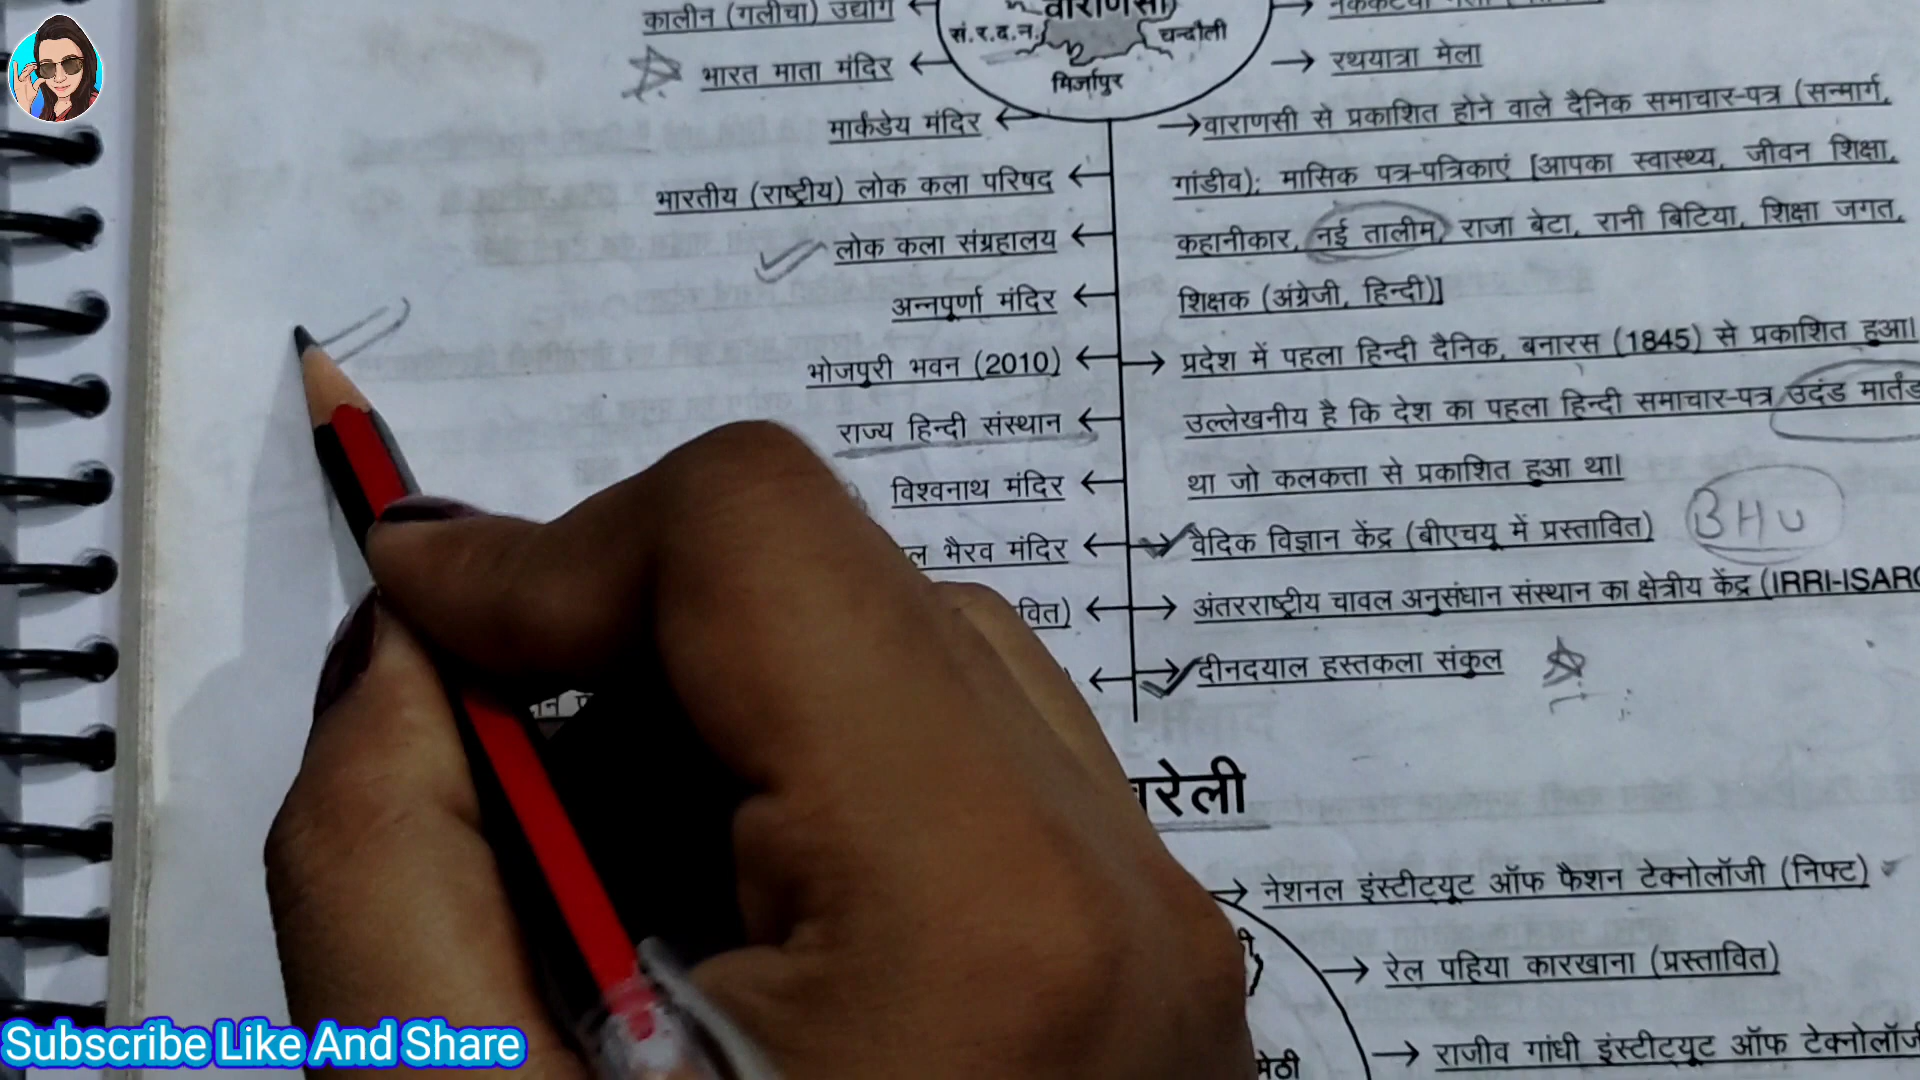 कालीन (गलीचा) उद्योग
वाराणसी
सं.र.द.न.
चन्दौली
मिर्जापुर
भारत माता मंदिर
रथयात्रा मेला
मार्कंडेय मंदिर
वाराणसी से प्रकाशित होने वाले दैनिक समाचार-पत्र (सन्मार्ग,
भारतीय (राष्ट्रीय) लोक कला परिषद
गांडीव); मासिक पत्र-पत्रिकाएं [आपका स्वास्थ्य, जीवन शिक्षा,
लोक कला संग्रहालय
कहानीकार, नई तालीम, राजा बेटा, रानी बिटिया, शिक्षा जगत,
अन्नपूर्णा मंदिर
शिक्षक (अंग्रेजी, हिन्दी)]
भोजपुरी भवन (2010)
प्रदेश में पहला हिन्दी दैनिक, बनारस (1845) से प्रकाशित हुआ।
राज्य हिन्दी संस्थान
उल्लेखनीय है कि देश का पहला हिन्दी समाचार-पत्र उदंड मार्तंड
विश्वनाथ मंदिर
था जो कलकत्ता से प्रकाशित हुआ था।
ल भैरव मंदिर
वैदिक विज्ञान केंद्र (बीएचयू में प्रस्तावित)
BHU
वित)
अंतरराष्ट्रीय चावल अनुसंधान संस्थान का क्षेत्रीय केंद्र (IRRI-ISARC
दीनदयाल हस्तकला संकुल
रेली
नेशनल इंस्टीट्यूट ऑफ फैशन टेक्नोलॉजी (निफ्ट)
रेल पहिया कारखाना (प्रस्तावित)
राजीव गांधी इंस्टीट्यूट ऑफ टेक्नोलॉजी
मेठी
Subscribe Like And Share